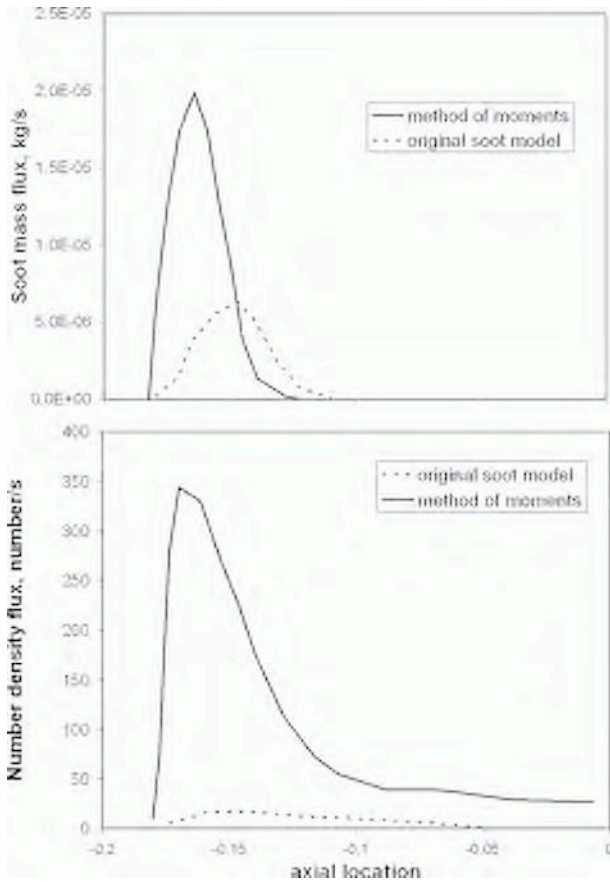 2.5E-05
2.0E-05
1.5E-05
1.0E-05
5.0E-06
0.0E+00
Soot mass flux, kg/s
method of moments
original soot model
400
350
300
250
200
150
100
50
0
Number density flux, number/s
original soot model
method of moments
-0.2
-0.15
-0.1
-0.05
0
axial location